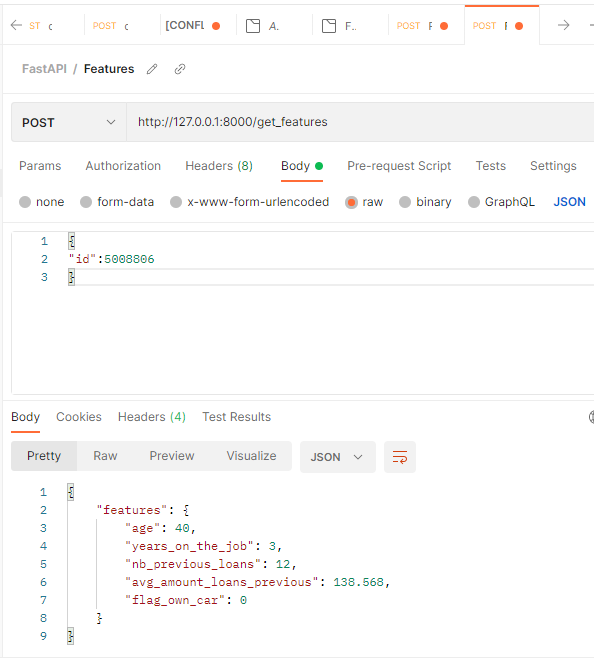 ST c POST c [CONFL A. F.. POST F POST F
FastAPI / Features
POST http://127.0.0.1:8000/get_features
Params Authorization Headers (8) Body Pre-request Script Tests Settings
none form-data x-www-form-urlencoded raw binary GraphQL JSON
1 {
2 "id":5008806
3 }
Body Cookies Headers (4) Test Results
Pretty Raw Preview Visualize JSON
1 {
2 "features": {
3 "age": 40,
4 "years_on_the_job": 3,
5 "nb_previous_loans": 12,
6 "avg_amount_loans_previous": 138.568,
7 "flag_own_car": 0
8 }
9 }